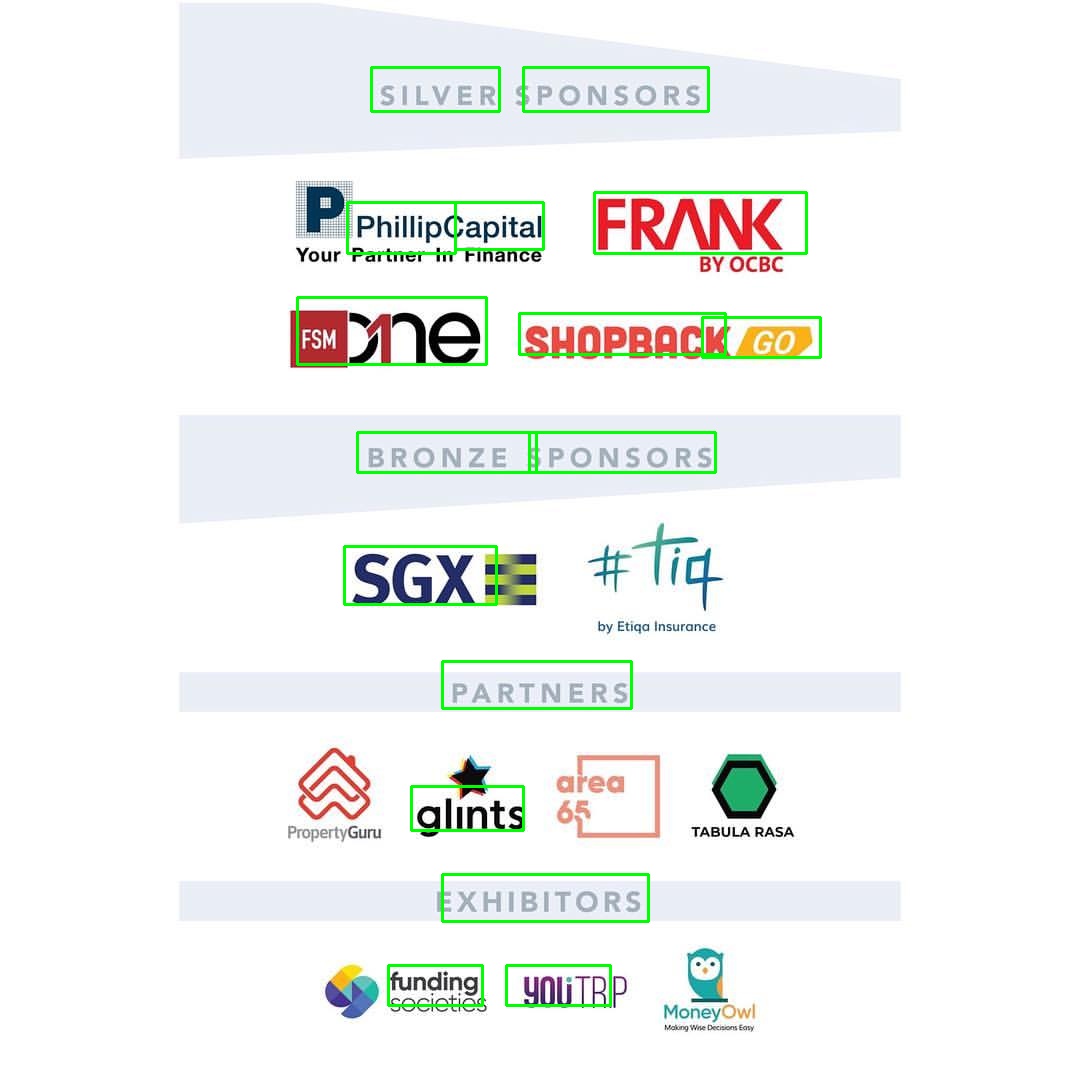 SILVER SPONSORS
P PhillipCapital
Your Partner In Finance
FRANK
BY OCBC
FSM one
SHOPBACK GO
BRONZE SPONSORS
SGX
#tiq
by Etiqa Insurance
PARTNERS
PropertyGuru
glints
area
65
TABULA RASA
EXHIBITORS
funding
societies
YOUTRIP
MoneyOwl
Making Wise Decisions Easy